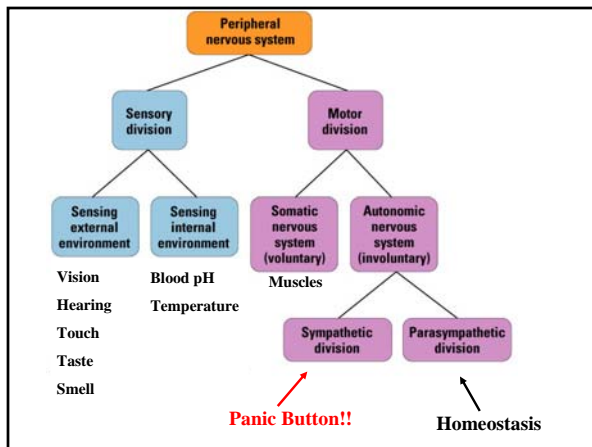 Peripheral
nervous system
Sensory
division
Motor
division
Sensing
external
environment
Sensing
internal
environment
Somatic
nervous
system
(voluntary)
Autonomic
nervous
system
(involuntary)
Vision
Hearing
Touch
Taste
Smell
Blood pH
Temperature
Muscles
Sympathetic
division
Parasympathetic
division
Panic Button!!
Homeostasis